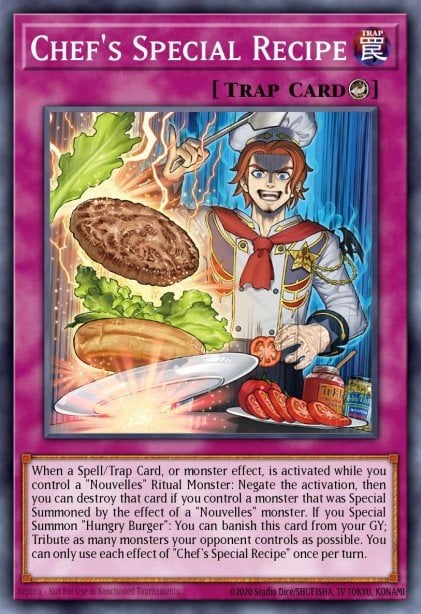 CHEF'S SPECIAL RECIPE
TRAP
罠
[TRAP CARD]
When a Spell/Trap Card, or monster effect, is activated while you
control a "Nouvelles" Ritual Monster: Negate the activation, then
you can destroy that card if you control a monster that was Special
Summoned by the effect of a "Nouvelles" monster. If you Special
Summon "Hungry Burger": You can banish this card from your GY;
Tribute as many monsters your opponent controls as possible. You
can only use each effect of "Chef's Special Recipe" once per turn.
Replica - Not For Use in Sanctioned Tournaments
©2020 Studio Dice/SHUEISHA, TV TOKYO, KONAMI